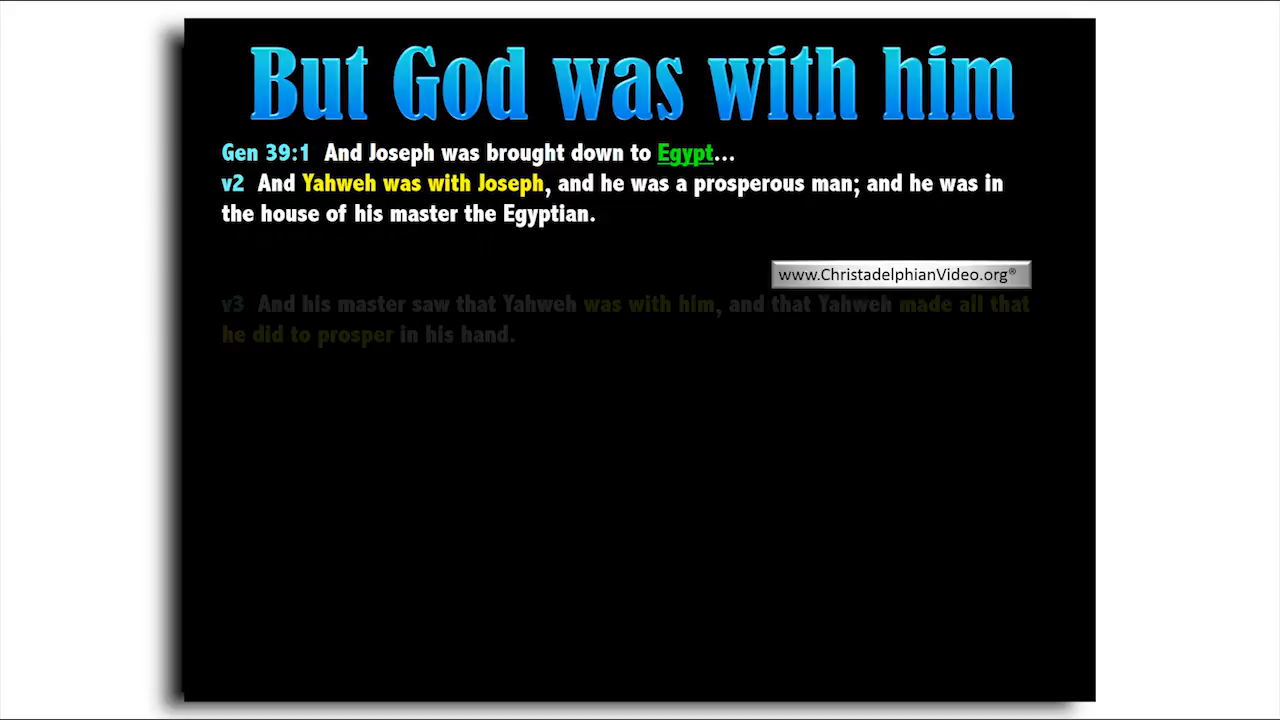 But God was with him
Gen 39:1 And Joseph was brought down to Egypt...
v2 And Yahweh was with Joseph, and he was a prosperous man; and he was in
the house of his master the Egyptian.
www.ChristadelphianVideo.org®
v3 And his master saw that Yahweh was with him, and that Yahweh made all that
he did to prosper in his hand.